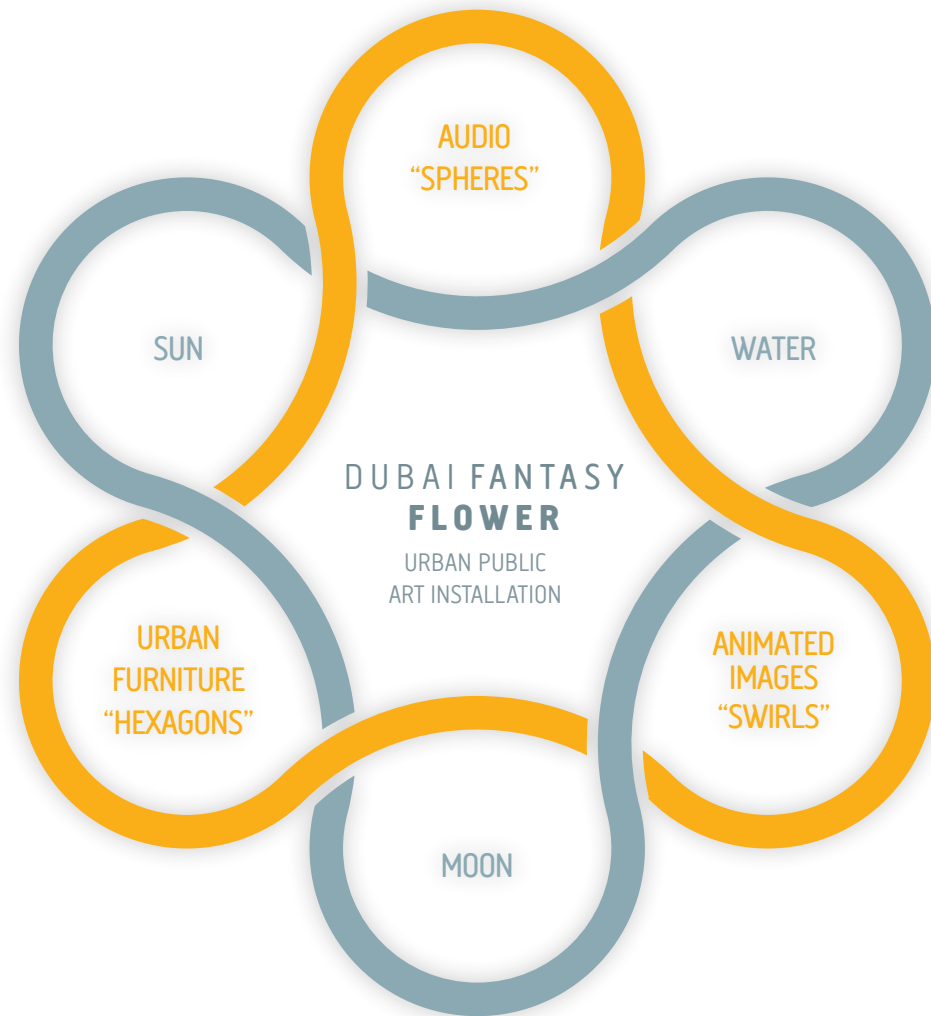 AUDIO
“SPHERES”
SUN
WATER
DUBAI FANTASY
FLOWER
URBAN PUBLIC
ART INSTALLATION
URBAN
FURNITURE
“HEXAGONS”
ANIMATED
IMAGES
“SWIRLS”
MOON